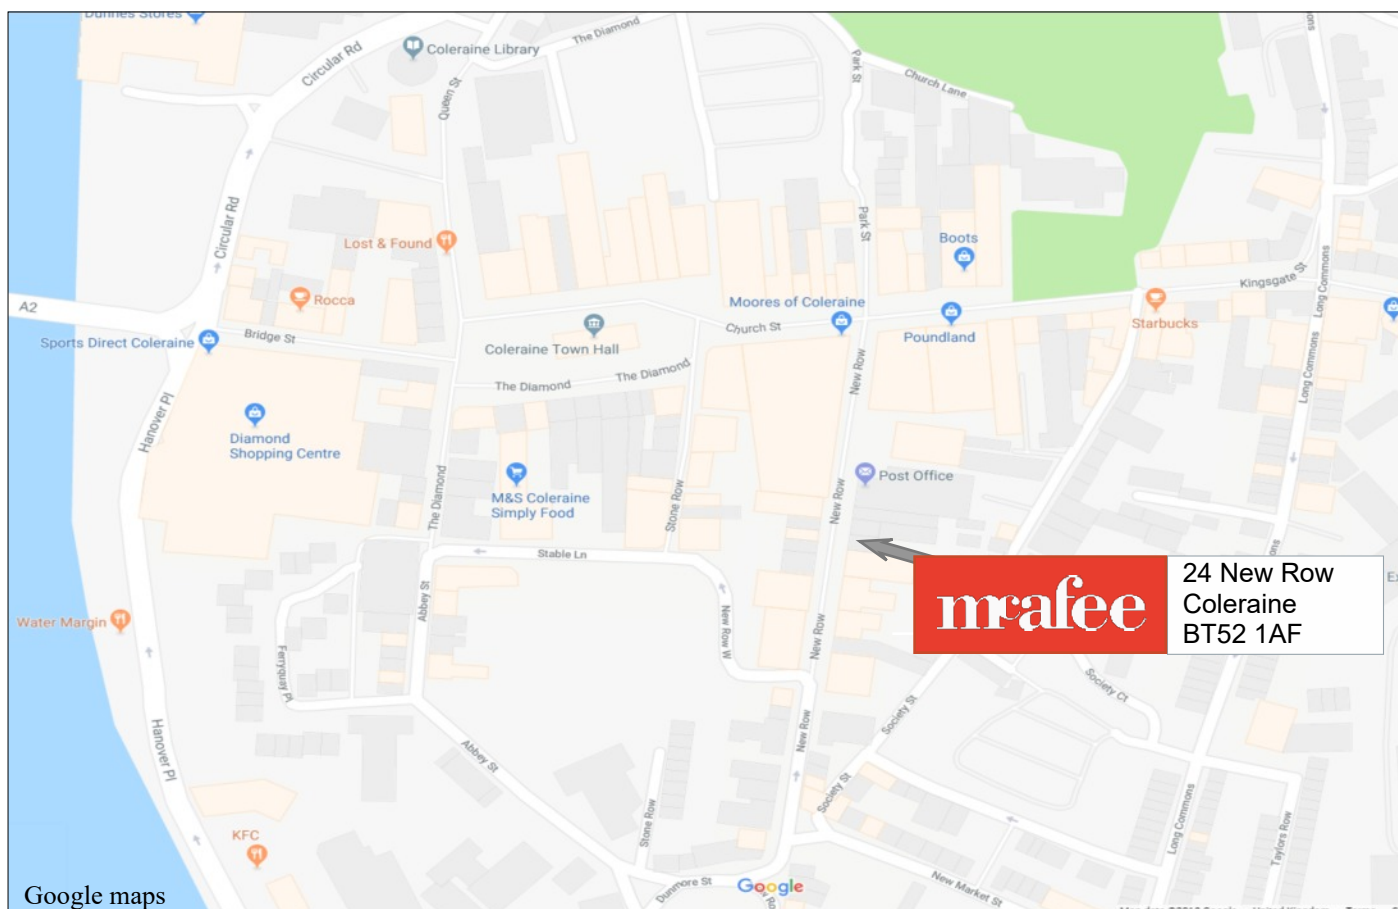 Dunnes Stores
Circular Rd
Coleraine Library
The Diamond
Queen St
Park St
Church Lane
Circular Rd
Lost & Found
Rocca
A2
Bridge St
Sports Direct Coleraine
Coleraine Town Hall
Church St
Moores of Coleraine
Park St
Boots
Poundland
Kingsgate St
Long Commons
Starbucks
The Diamond
The Diamond
New Row
Long Commons
Hanover Pl
Diamond
Shopping Centre
The Diamond
M&S Coleraine
Simply Food
Stone Row
New Row
Post Office
Stable Ln
mcafee
24 New Row
Coleraine
BT52 1AF
Water Margin
Ferryquay Pl
Abbey St
New Row W
New Row
Society St
Society Ct
Hanover Pl
Abbey St
New Row
Society St
Stone Row
Long Commons
Taylors Row
KFC
Dunmore St
Google
New Market St
Google maps